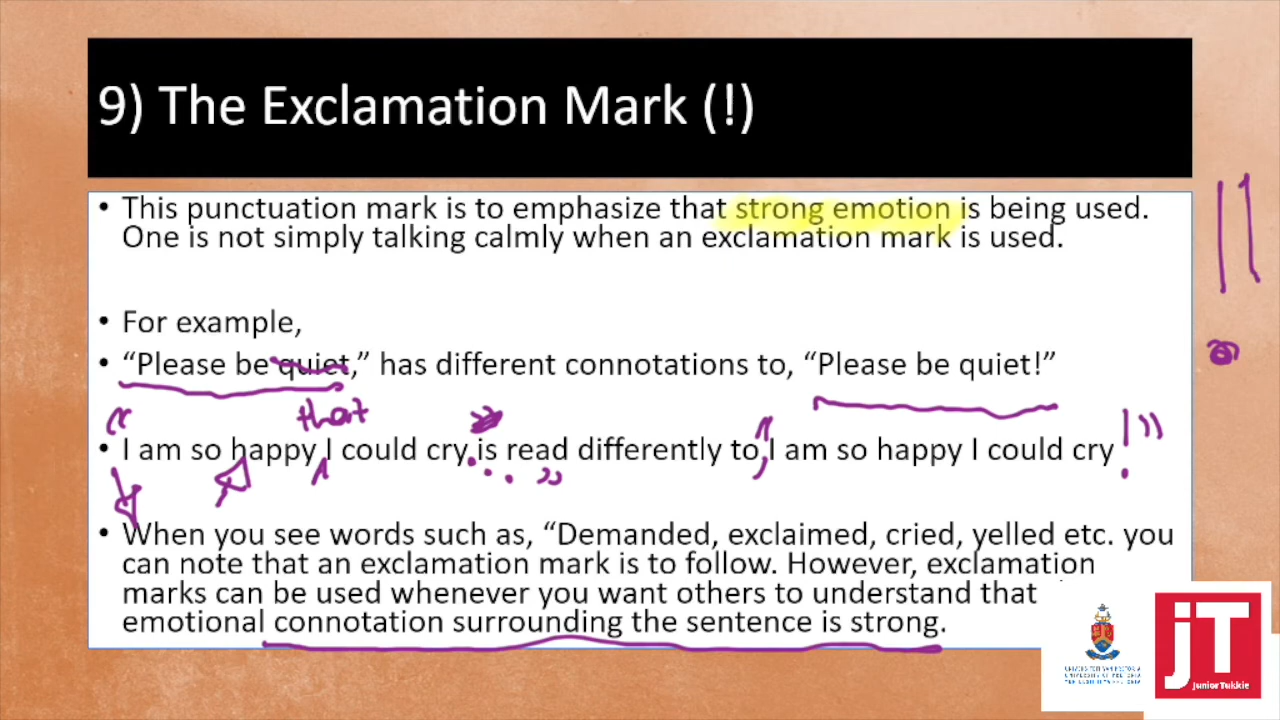 9) The Exclamation Mark (!)
• This punctuation mark is to emphasize that strong emotion is being used.
One is not simply talking calmly when an exclamation mark is used.
• For example,
• “Please be quiet,” has different connotations to, “Please be quiet!”
that
• “I am so happy I could cry...” is read differently to, “I am so happy I could cry!”
• When you see words such as, “Demanded, exclaimed, cried, yelled etc. you
can note that an exclamation mark is to follow. However, exclamation
marks can be used whenever you want others to understand that
emotional connotation surrounding the sentence is strong.
!
jT
Junior Tukkie